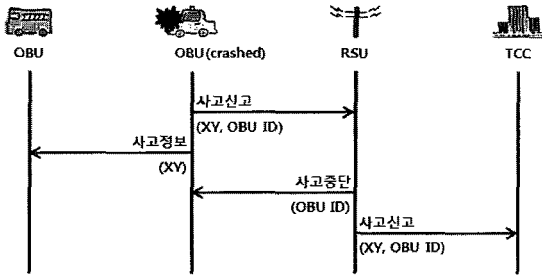 OBU OBU(crashed) RSU TCC
사고신고
(XY, OBU ID)
사고정보
(XY)
사고중단
(OBU ID)
사고신고
(XY, OBU ID)